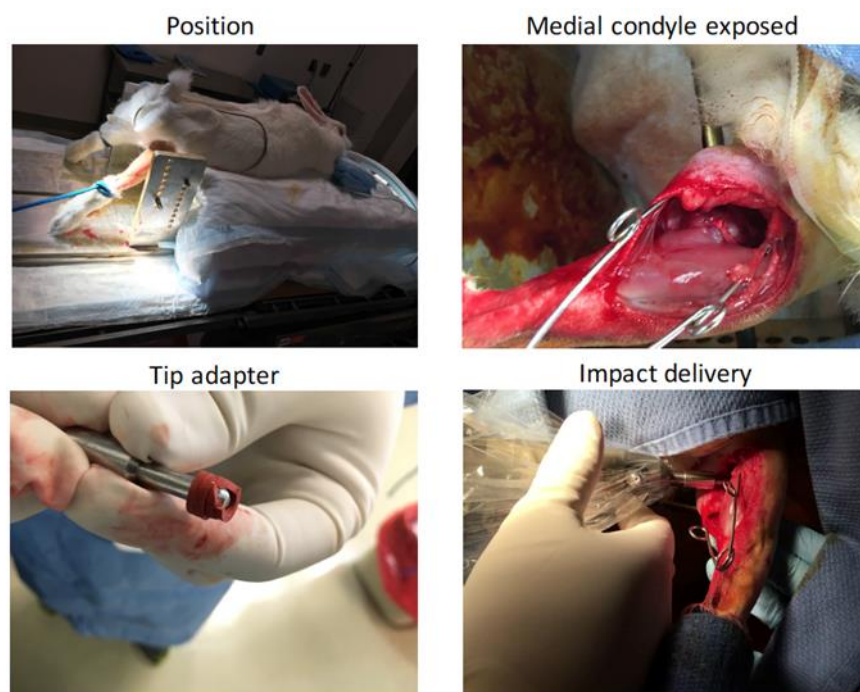 Position
Medial condyle exposed
Tip adapter
Impact delivery